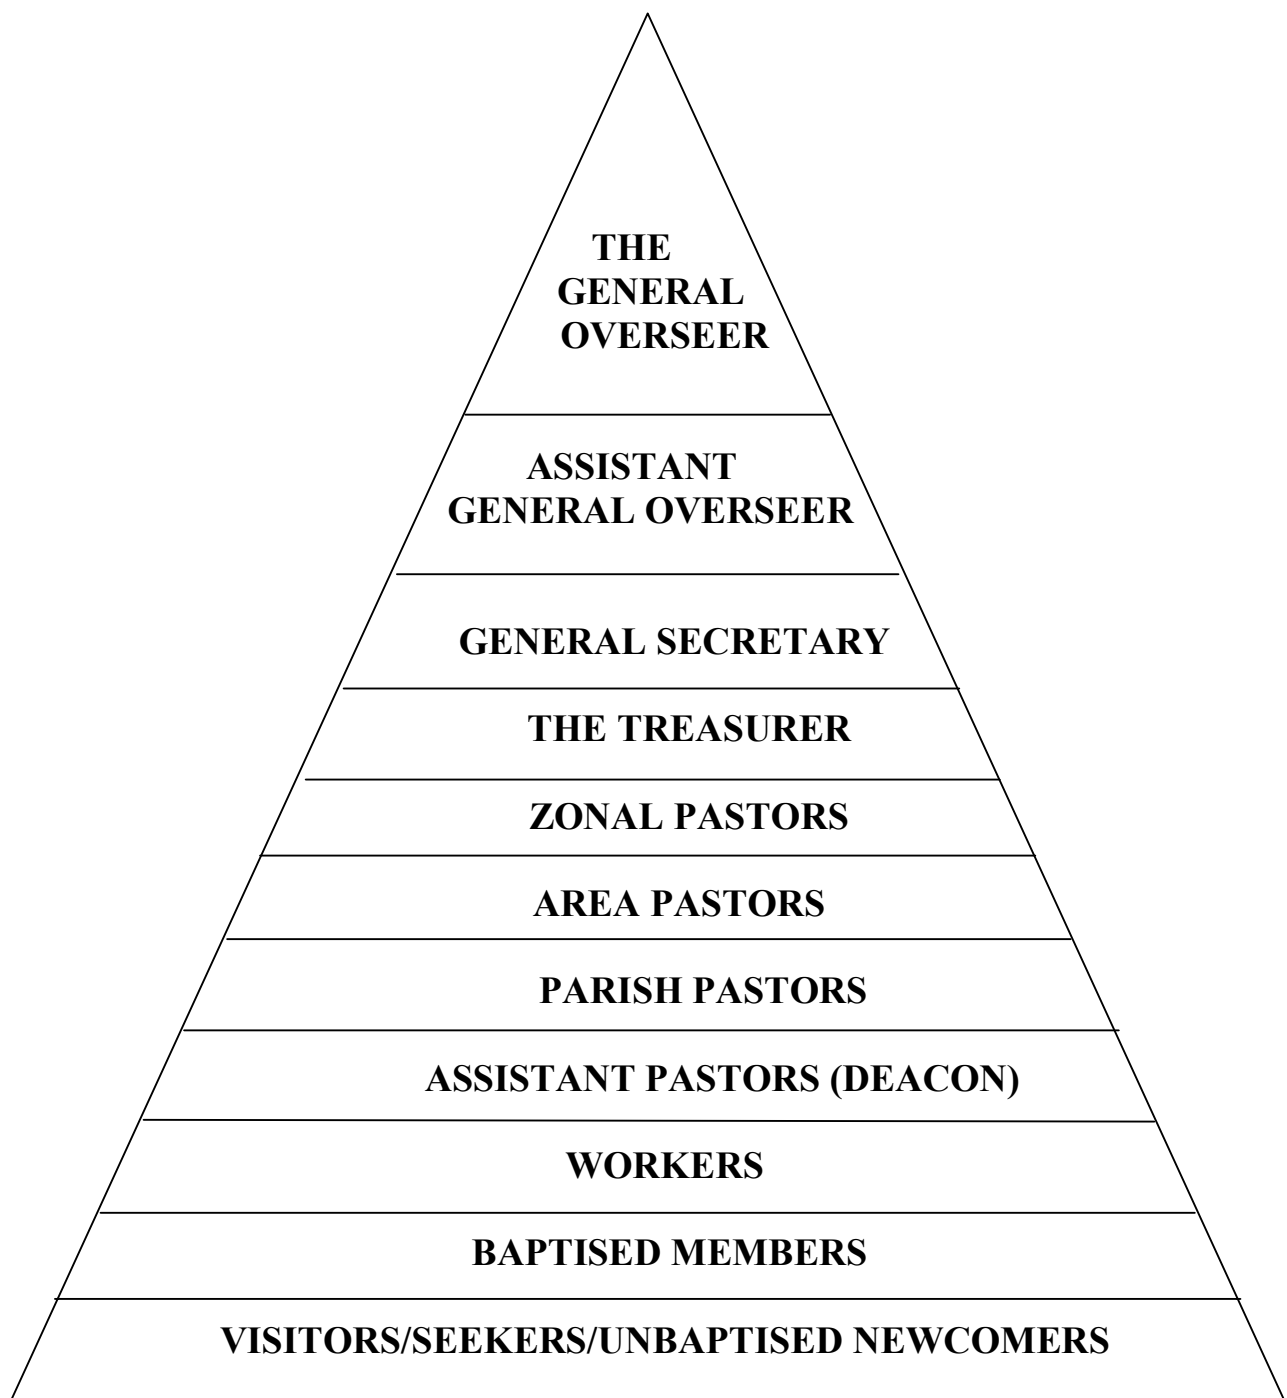 THE
GENERAL
OVERSEER
ASSISTANT
GENERAL OVERSEER
GENERAL SECRETARY
THE TREASURER
ZONAL PASTORS
AREA PASTORS
PARISH PASTORS
ASSISTANT PASTORS (DEACON)
WORKERS
BAPTISED MEMBERS
VISITORS/SEEKERS/UNBAPTISED NEWCOMERS